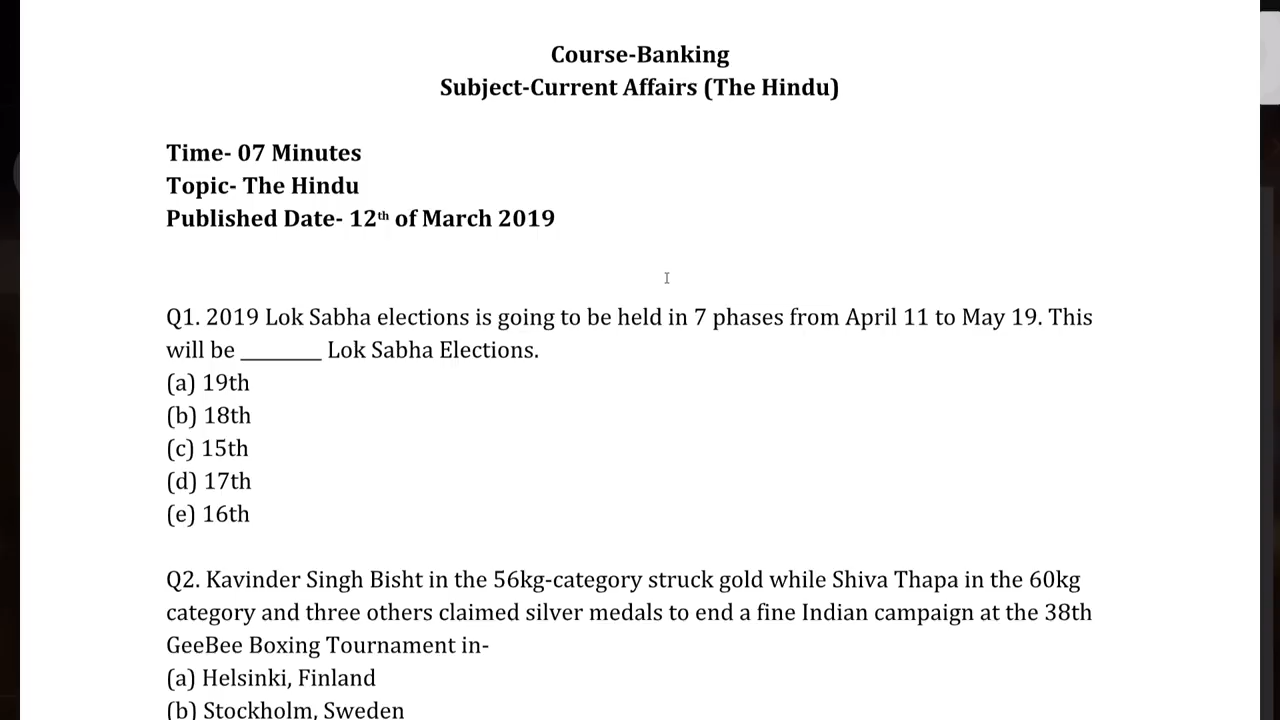 Course-Banking
Subject-Current Affairs (The Hindu)
Time- 07 Minutes
Topic- The Hindu
Published Date- 12th of March 2019
Q1. 2019 Lok Sabha elections is going to be held in 7 phases from April 11 to May 19. This
will be ________ Lok Sabha Elections.
(a) 19th
(b) 18th
(c) 15th
(d) 17th
(e) 16th
Q2. Kavinder Singh Bisht in the 56kg-category struck gold while Shiva Thapa in the 60kg
category and three others claimed silver medals to end a fine Indian campaign at the 38th
GeeBee Boxing Tournament in-
(a) Helsinki, Finland
(b) Stockholm, Sweden